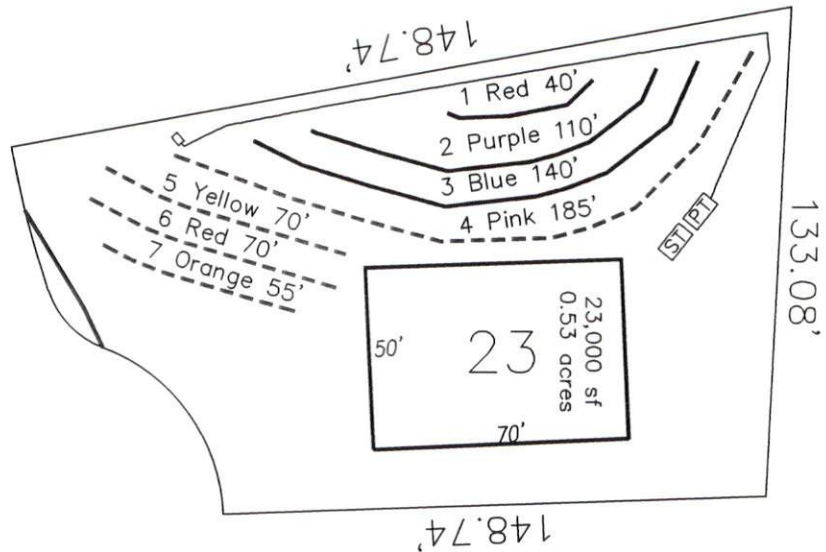 148.74'
1 Red 40'
2 Purple 110'
3 Blue 140'
4 Pink 185'
5 Yellow 70'
6 Red 70'
7 Orange 55'
ST
PT
133.08'
50'
23
23,000 sf
0.53 acres
70'
148.74'